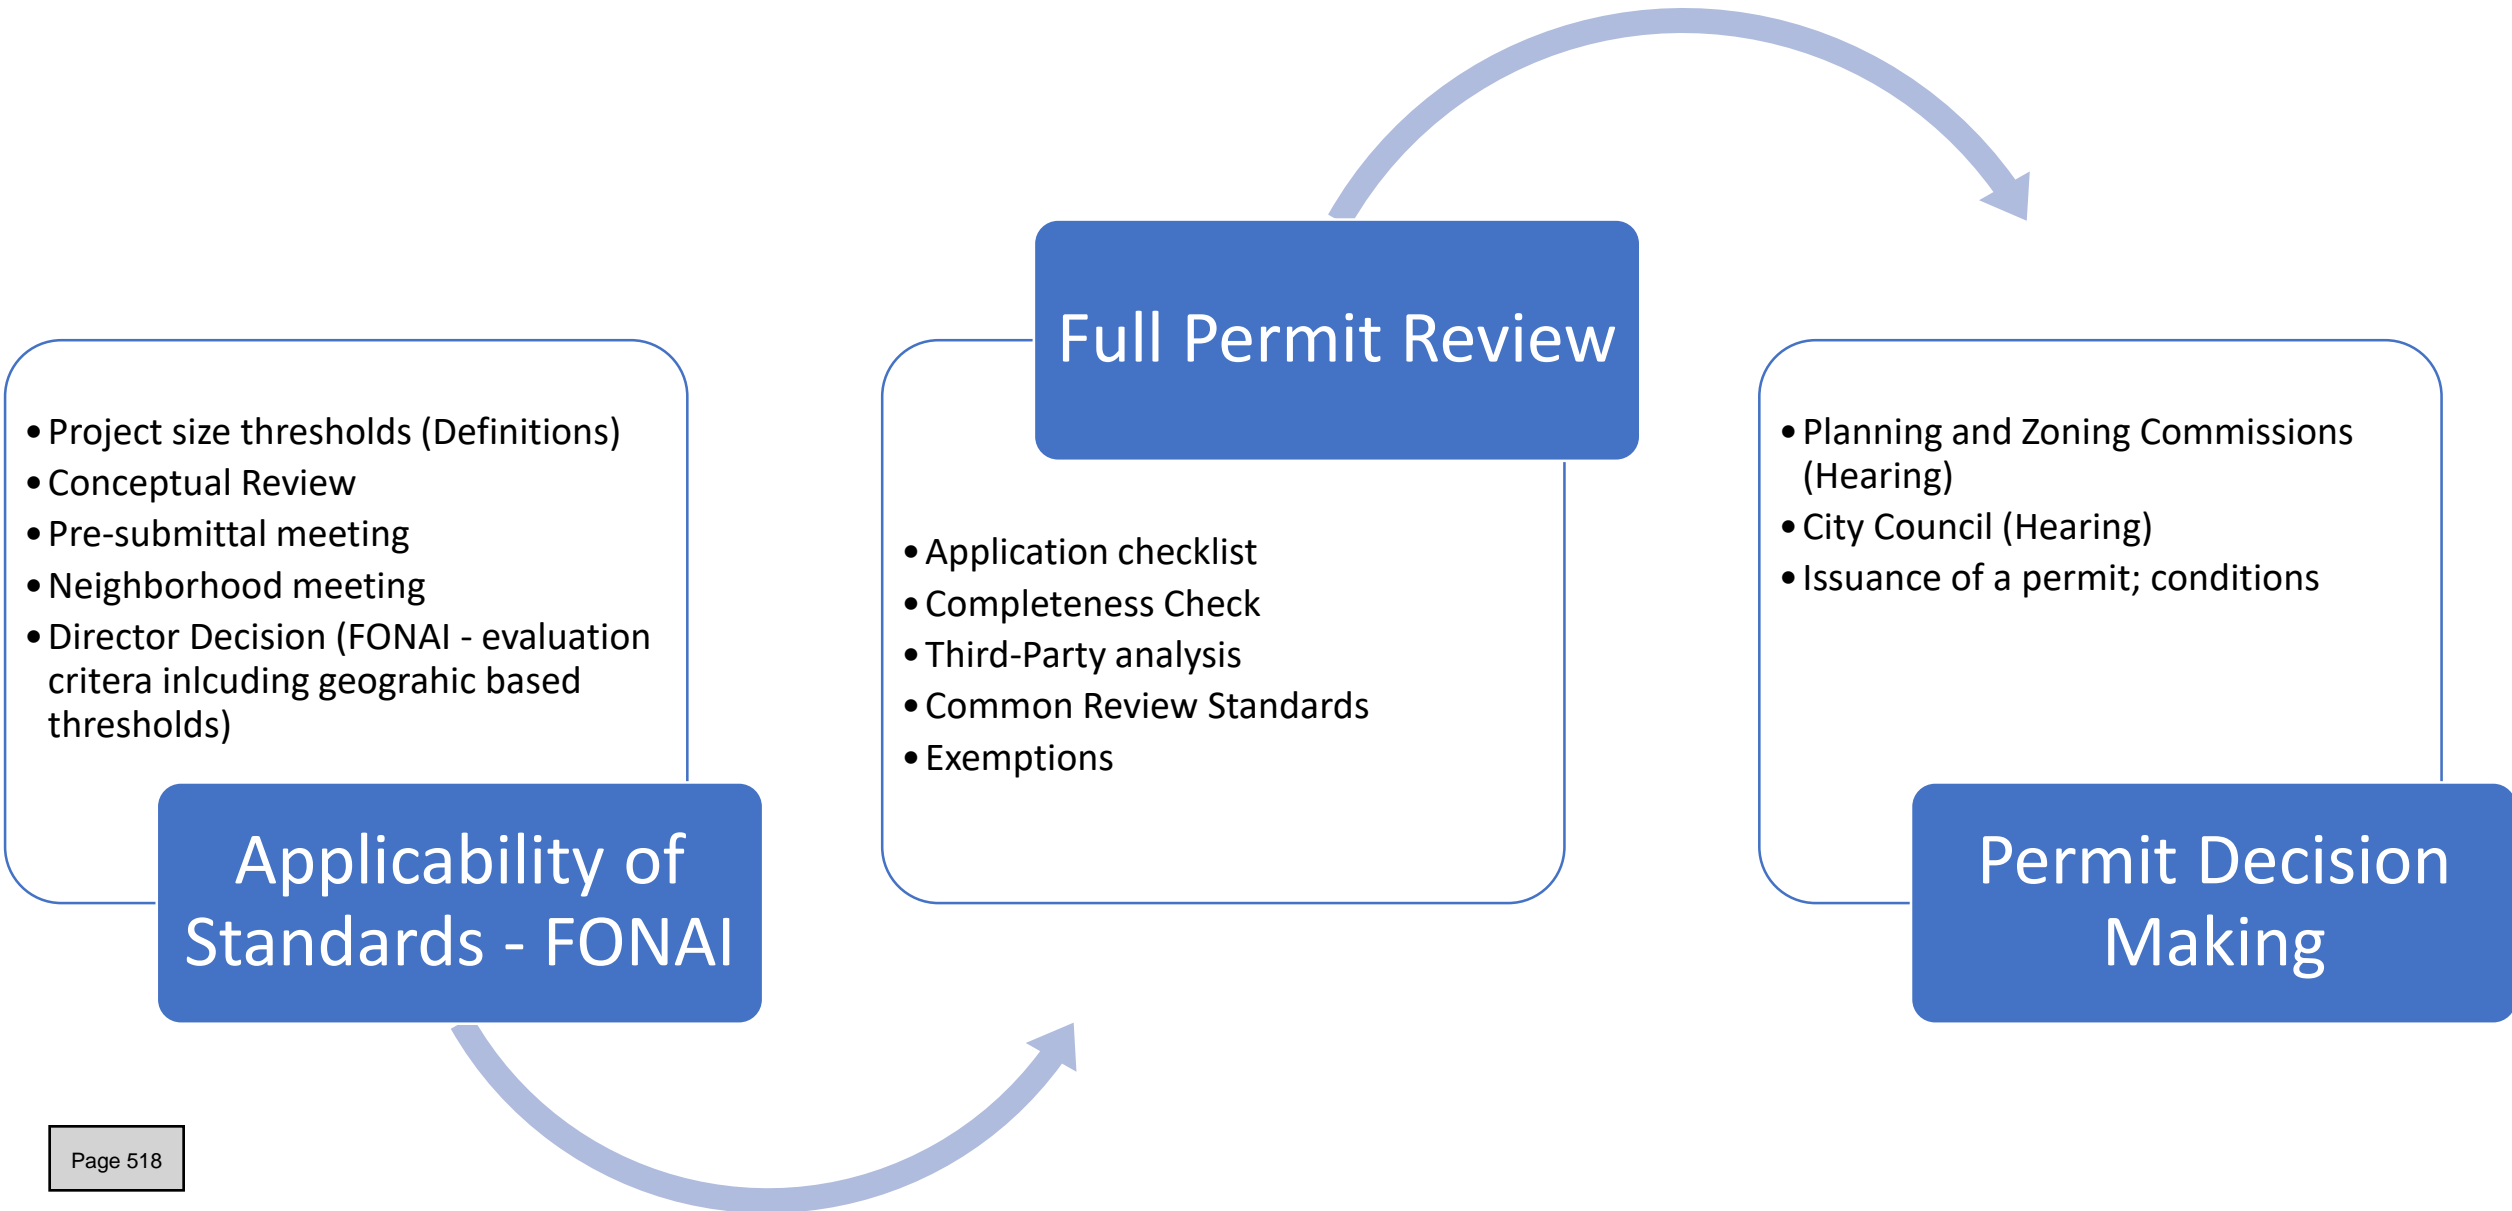 •Project size thresholds (Definitions)
•Conceptual Review
•Pre-submittal meeting
•Neighborhood meeting
•Director Decision (FONAI - evaluation
critera inlcuding geograhic based
thresholds)
Applicability of
Standards - FONAI
Full Permit Review
•Application checklist
•Completeness Check
•Third-Party analysis
•Common Review Standards
•Exemptions
•Planning and Zoning Commissions
(Hearing)
•City Council (Hearing)
•Issuance of a permit; conditions
Permit Decision
Making
Page 518